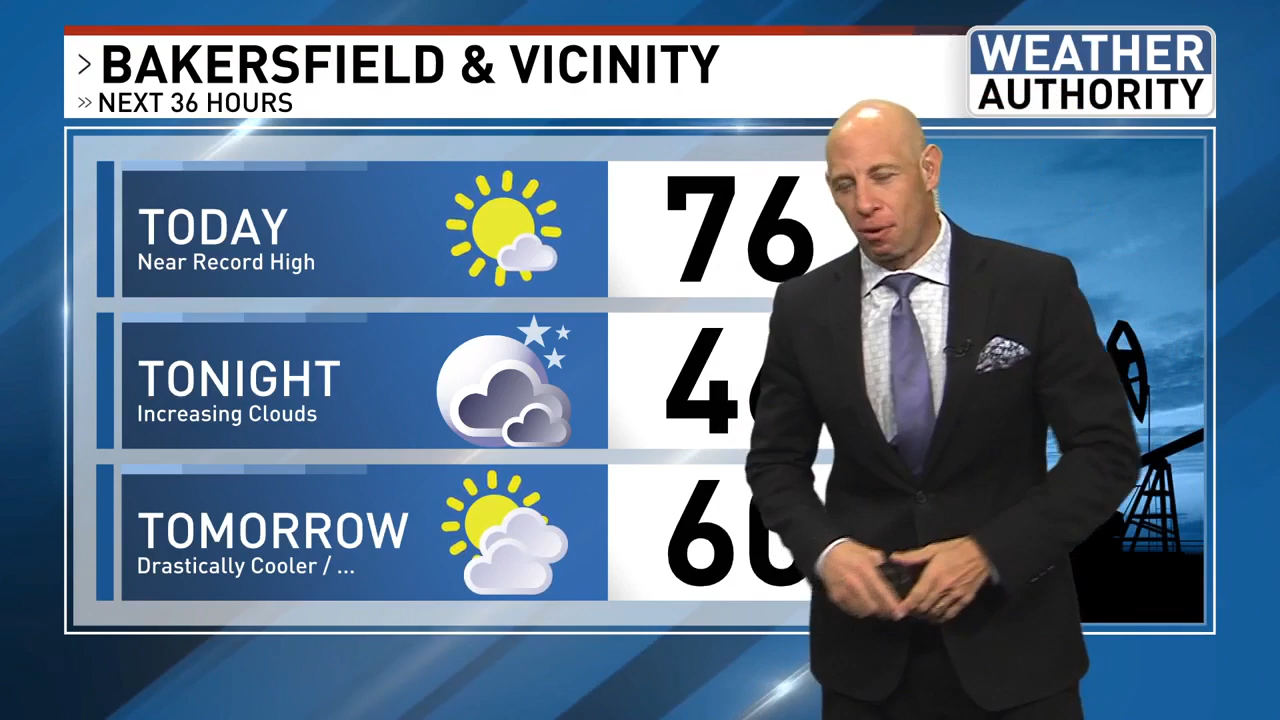 > BAKERSFIELD & VICINITY
» NEXT 36 HOURS
WEATHER
AUTHORITY
TODAY
Near Record High
76
TONIGHT
Increasing Clouds
TOMORROW
Drastically Cooler / ...